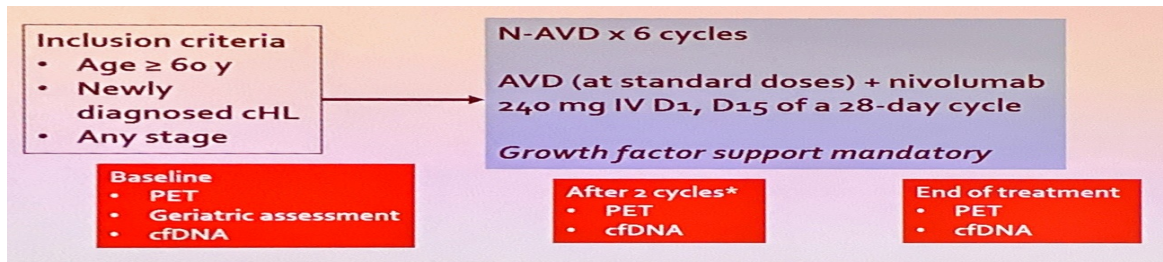 Inclusion criteria
• Age ≥ 60 y
• Newly
diagnosed cHL
• Any stage
N-AVD x 6 cycles
AVD (at standard doses) + nivolumab
240 mg IV D1, D15 of a 28-day cycle
Growth factor support mandatory
Baseline
• PET
• Geriatric assessment
• cfDNA
After 2 cycles*
• PET
• cfDNA
End of treatment
• PET
• cfDNA